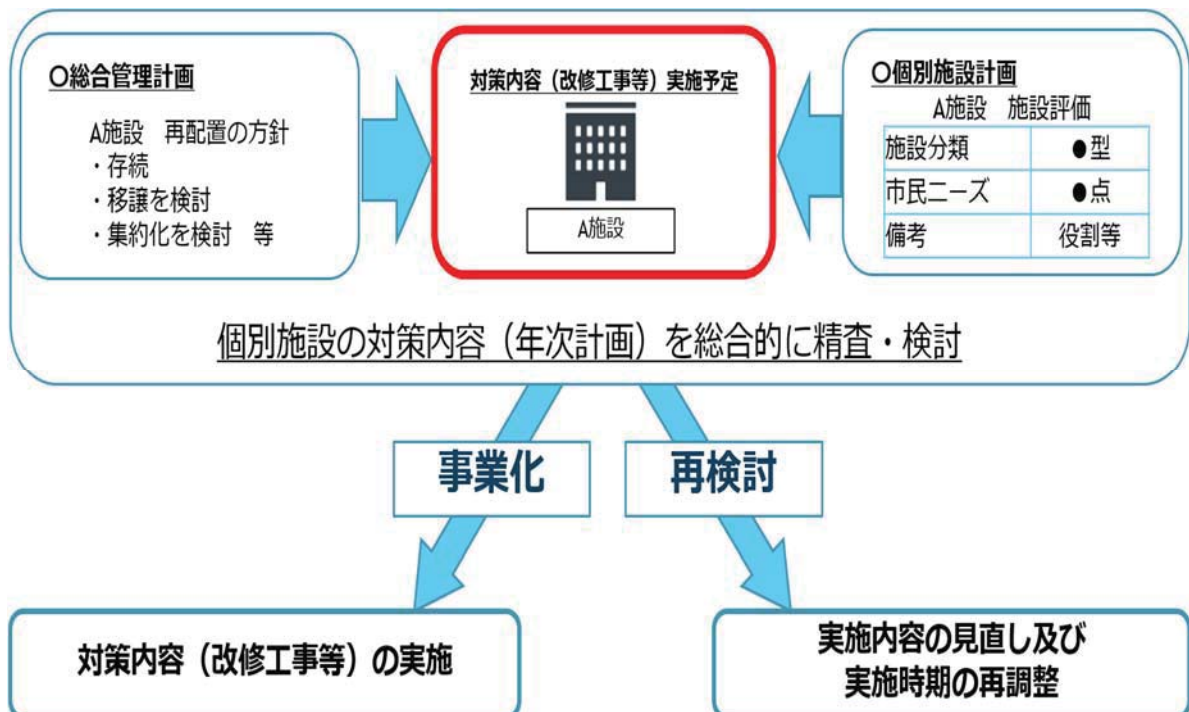 〇総合管理計画
A施設 再配置の方針
・存続
・移譲を検討
・集約化を検討 等
対策内容（改修工事等）実施予定
A施設
〇個別施設計画
A施設 施設評価
施設分類 ●型
市民ニーズ ●点
備考 役割等
個別施設の対策内容（年次計画）を総合的に精査・検討
事業化
再検討
対策内容（改修工事等）の実施
実施内容の見直し及び
実施時期の再調整